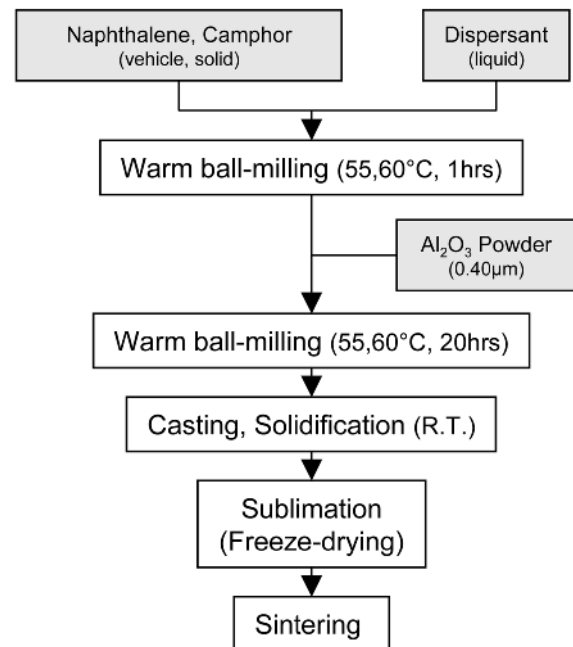 Naphthalene, Camphor
(vehicle, solid)
Dispersant
(liquid)
Warm ball-milling (55,60°C, 1hrs)
Al₂O₃ Powder
(0.40μm)
Warm ball-milling (55,60°C, 20hrs)
Casting, Solidification (R.T.)
Sublimation
(Freeze-drying)
Sintering